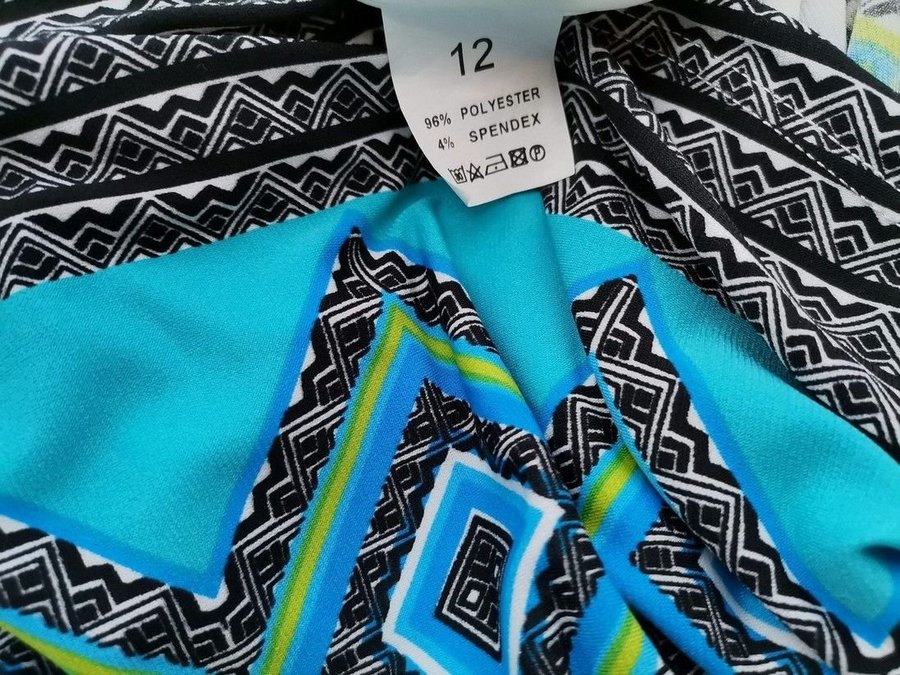 12
96% POLYESTER
4% SPENDEX